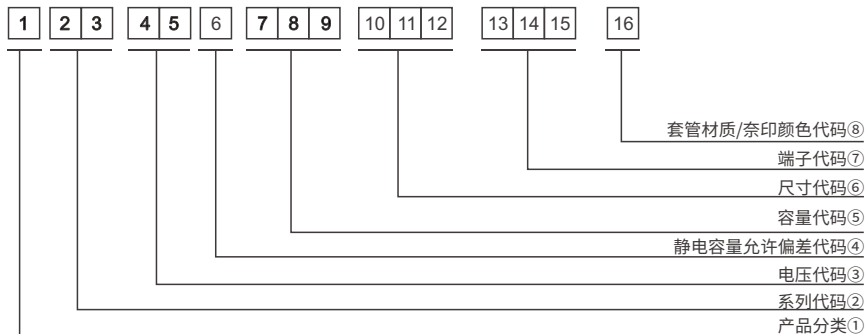 1 2 3 4 5 6 7 8 9 10 11 12 13 14 15 16
套管材质/奈印颜色代码⑧
端子代码⑦
尺寸代码⑥
容量代码⑤
静电容量允许偏差代码④
电压代码③
系列代码②
产品分类①